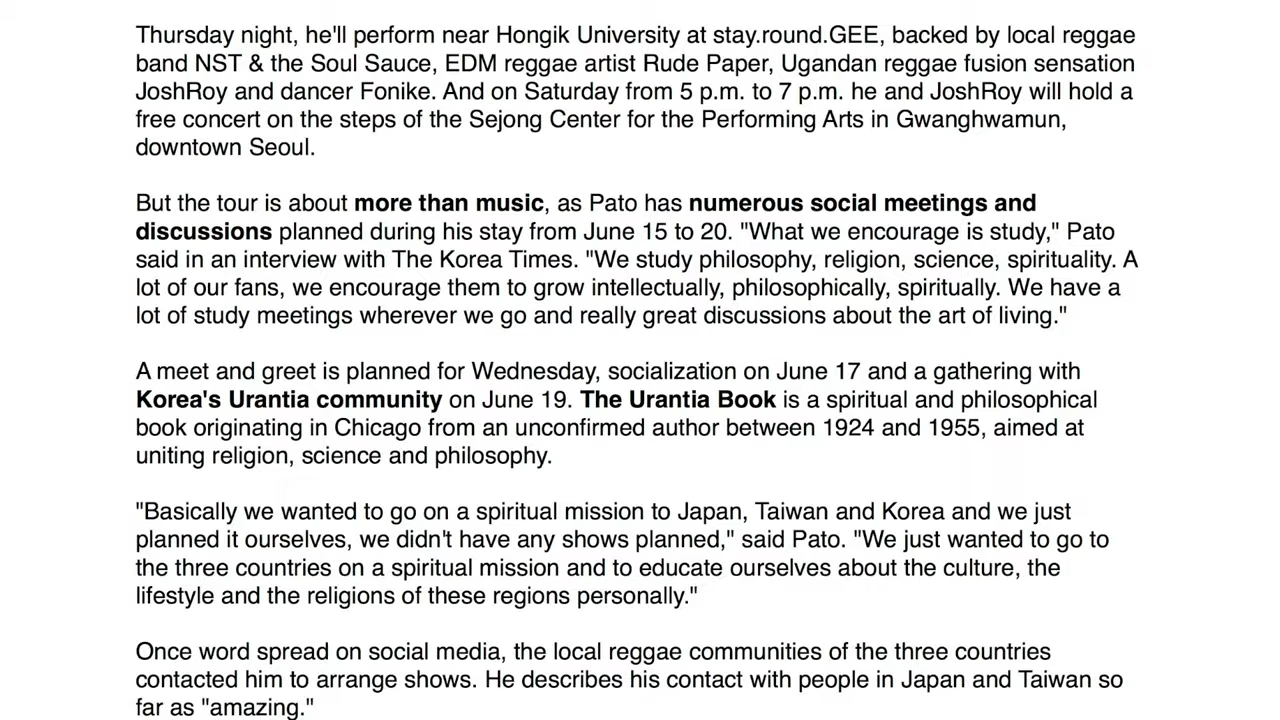 Thursday night, he'll perform near Hongik University at stay.round.GEE, backed by local reggae
band NST & the Soul Sauce, EDM reggae artist Rude Paper, Ugandan reggae fusion sensation
JoshRoy and dancer Fonike. And on Saturday from 5 p.m. to 7 p.m. he and JoshRoy will hold a
free concert on the steps of the Sejong Center for the Performing Arts in Gwanghwamun,
downtown Seoul.
But the tour is about more than music, as Pato has numerous social meetings and
discussions planned during his stay from June 15 to 20. "What we encourage is study," Pato
said in an interview with The Korea Times. "We study philosophy, religion, science, spirituality. A
lot of our fans, we encourage them to grow intellectually, philosophically, spiritually. We have a
lot of study meetings wherever we go and really great discussions about the art of living."
A meet and greet is planned for Wednesday, socialization on June 17 and a gathering with
Korea's Urantia community on June 19. The Urantia Book is a spiritual and philosophical
book originating in Chicago from an unconfirmed author between 1924 and 1955, aimed at
uniting religion, science and philosophy.
"Basically we wanted to go on a spiritual mission to Japan, Taiwan and Korea and we just
planned it ourselves, we didn't have any shows planned," said Pato. "We just wanted to go to
the three countries on a spiritual mission and to educate ourselves about the culture, the
lifestyle and the religions of these regions personally."
Once word spread on social media, the local reggae communities of the three countries
contacted him to arrange shows. He describes his contact with people in Japan and Taiwan so
far as "amazing."